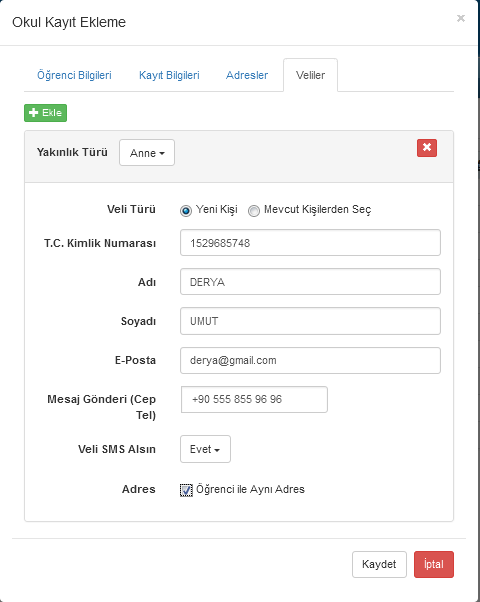 Okul Kayıt Ekleme
×
Öğrenci Bilgileri Kayıt Bilgileri Adresler Veliler
Ekle
Yakınlık Türü Anne
Veli Türü Yeni Kişi Mevcut Kişilerden Seç
T.C. Kimlik Numarası 1529685748
Adı DERYA
Soyadı UMUT
E-Posta derya@gmail.com
Mesaj Gönderi (Cep +90 555 855 96 96
Tel)
Veli SMS Alsın Evet
Adres Öğrenci ile Aynı Adres
Kaydet İptal